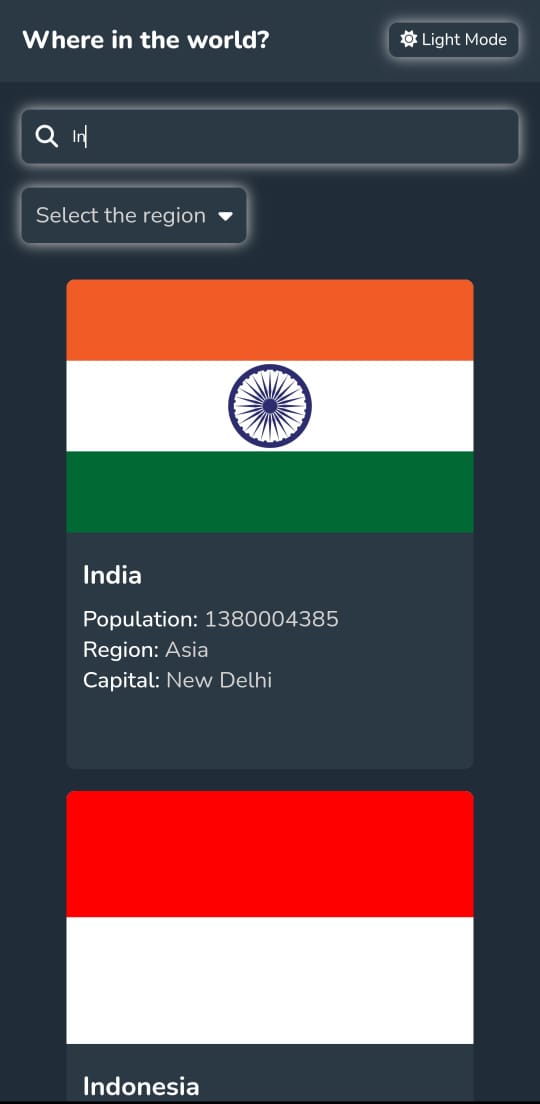 Where in the world?
Light Mode
In
Select the region
India
Population: 1380004385
Region: Asia
Capital: New Delhi
Indonesia